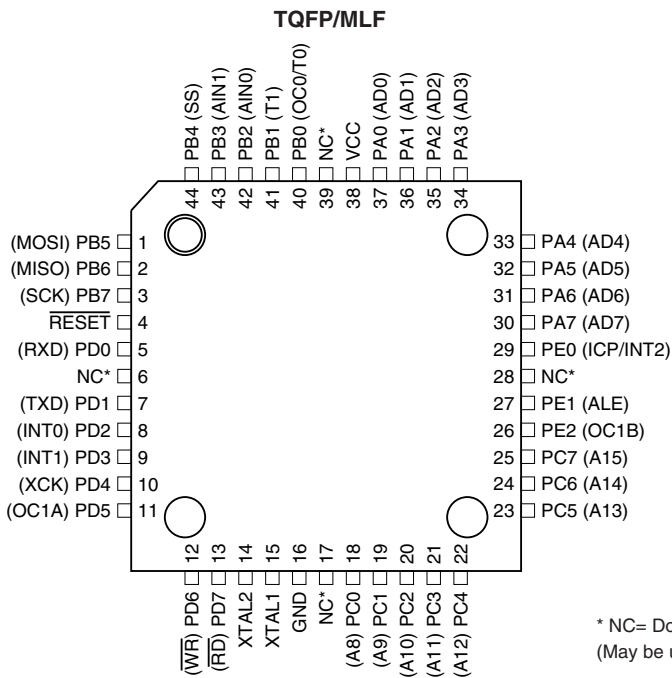 TQFP/MLF
PB4 (SS)
PB3 (AIN1)
PB2 (AIN0)
PB1 (T1)
PB0 (OC0/T0)
NC*
VCC
PA0 (AD0)
PA1 (AD1)
PA2 (AD2)
PA3 (AD3)
44
43
42
41
40
39
38
37
36
35
34
(MOSI) PB5 1
(MISO) PB6 2
(SCK) PB7 3
RESET 4
(RXD) PD0 5
NC* 6
(TXD) PD1 7
(INT0) PD2 8
(INT1) PD3 9
(XCK) PD4 10
(OC1A) PD5 11
33 PA4 (AD4)
32 PA5 (AD5)
31 PA6 (AD6)
30 PA7 (AD7)
29 PE0 (ICP/INT2)
28 NC*
27 PE1 (ALE)
26 PE2 (OC1B)
25 PC7 (A15)
24 PC6 (A14)
23 PC5 (A13)
12
13
14
15
16
17
18
19
20
21
22
(WR) PD6
(RD) PD7
XTAL2
XTAL1
GND
NC*
(A8) PC0
(A9) PC1
(A10) PC2
(A11) PC3
(A12) PC4
* NC= Do
(May be u